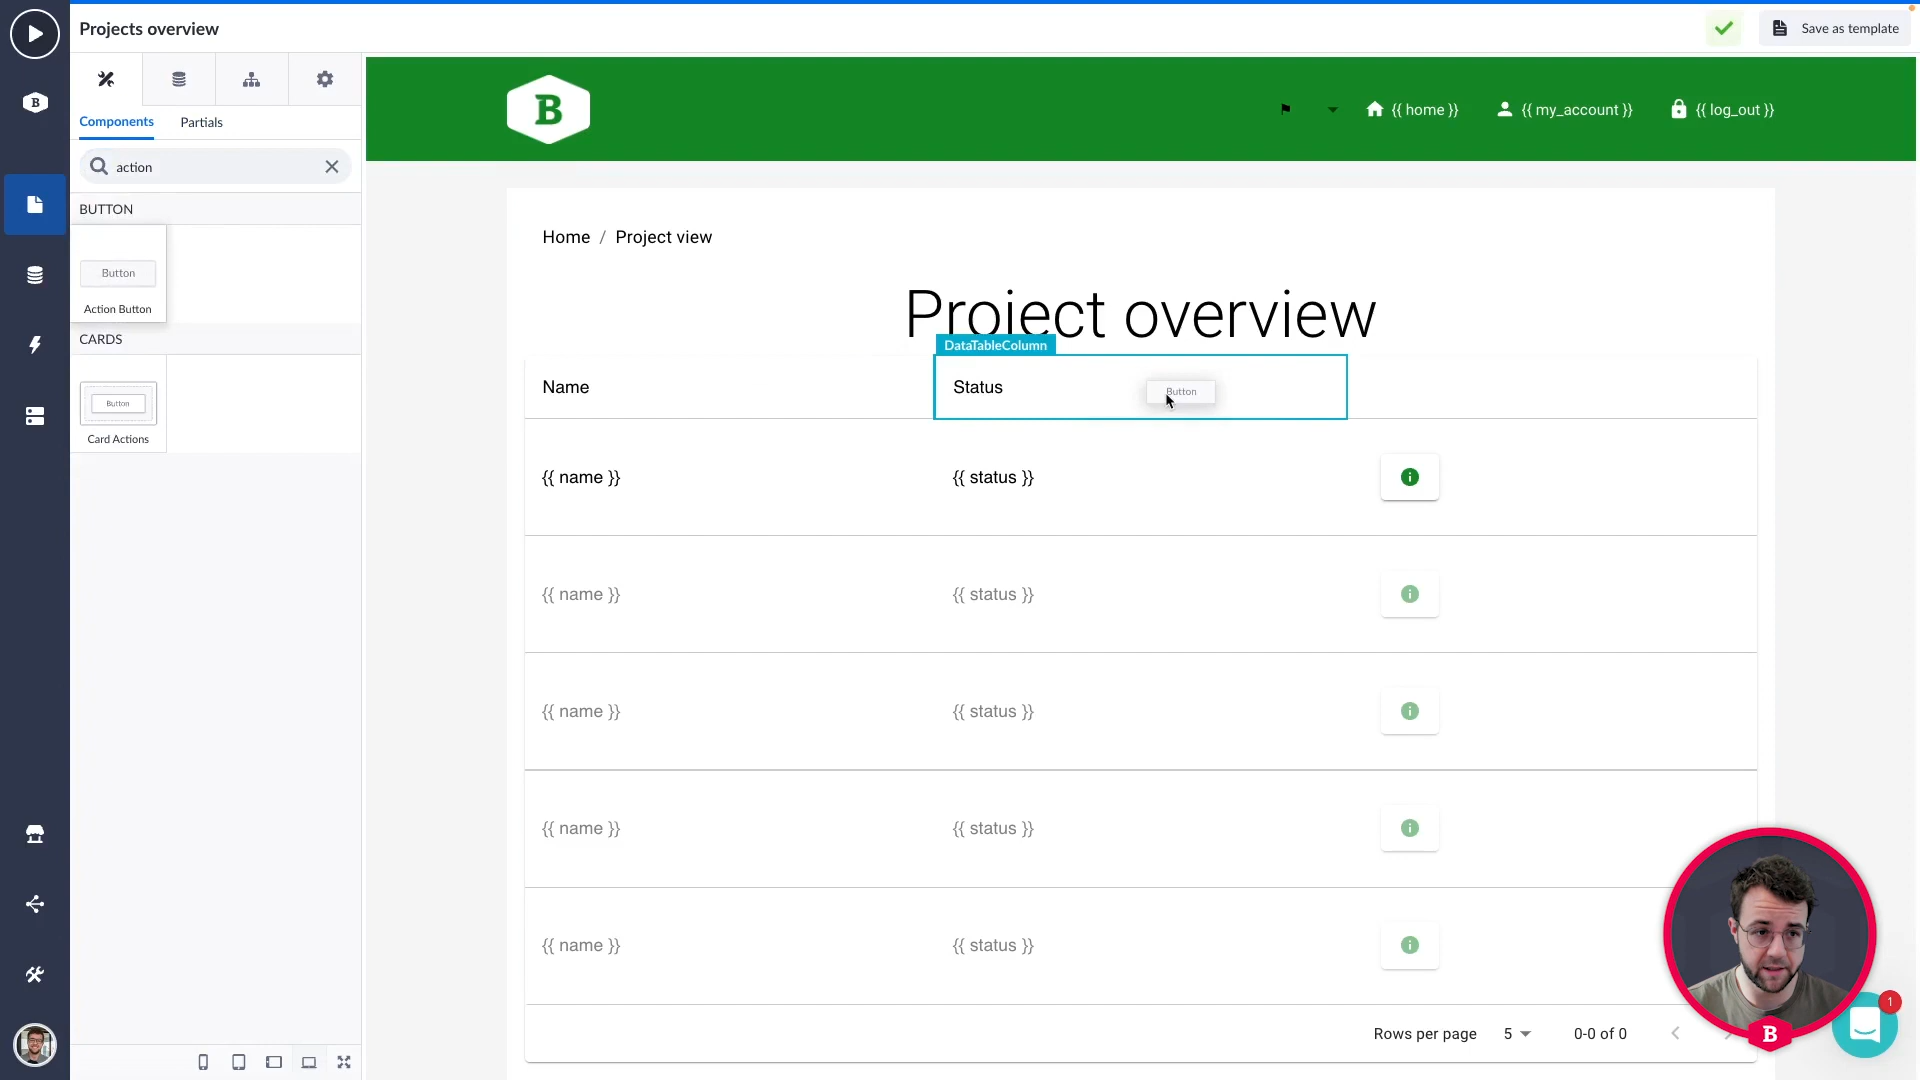 Projects overview
Save as template
B
Components
Partials
action
BUTTON
Button
Action Button
CARDS
Button
Card Actions
B
{{ home }}
{{ my_account }}
{{ log_out }}
Home / Project view
Project overview
DataTableColumn
Name
Status
Button
{{ name }}
{{ status }}
{{ name }}
{{ status }}
{{ name }}
{{ status }}
{{ name }}
{{ status }}
{{ name }}
{{ status }}
Rows per page
5
0-0 of 0
1
B